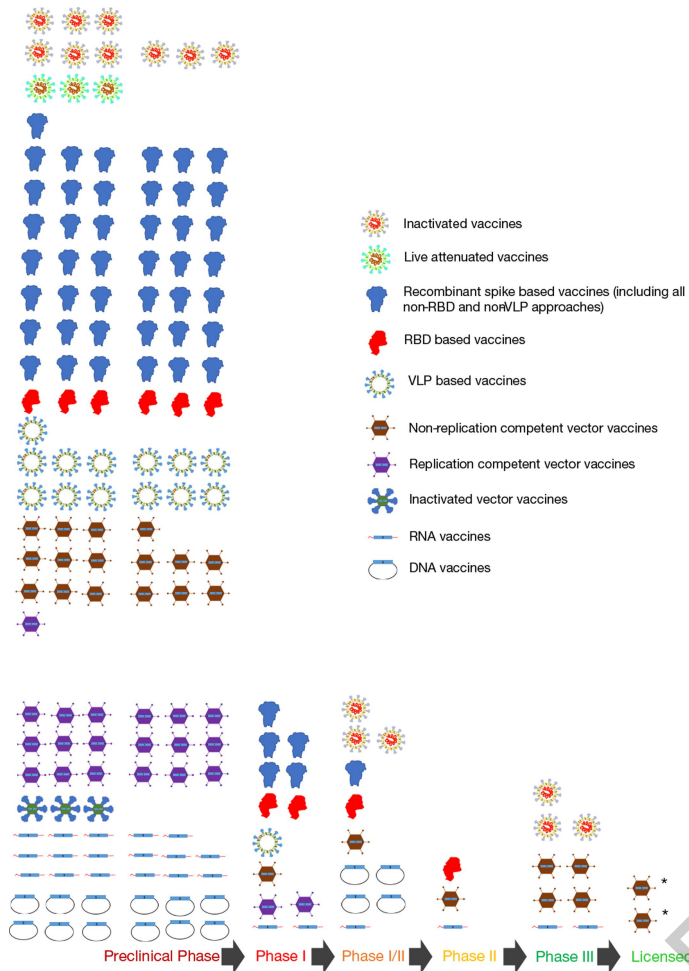 Inactivated vaccines
Live attenuated vaccines
Recombinant spike based vaccines (including all
non-RBD and non-VLP approaches)
RBD based vaccines
VLP based vaccines
Non-replication competent vector vaccines
Replication competent vector vaccines
Inactivated vector vaccines
RNA vaccines
DNA vaccines
*
*
Preclinical Phase Phase I Phase I/II Phase II Phase III Licensed